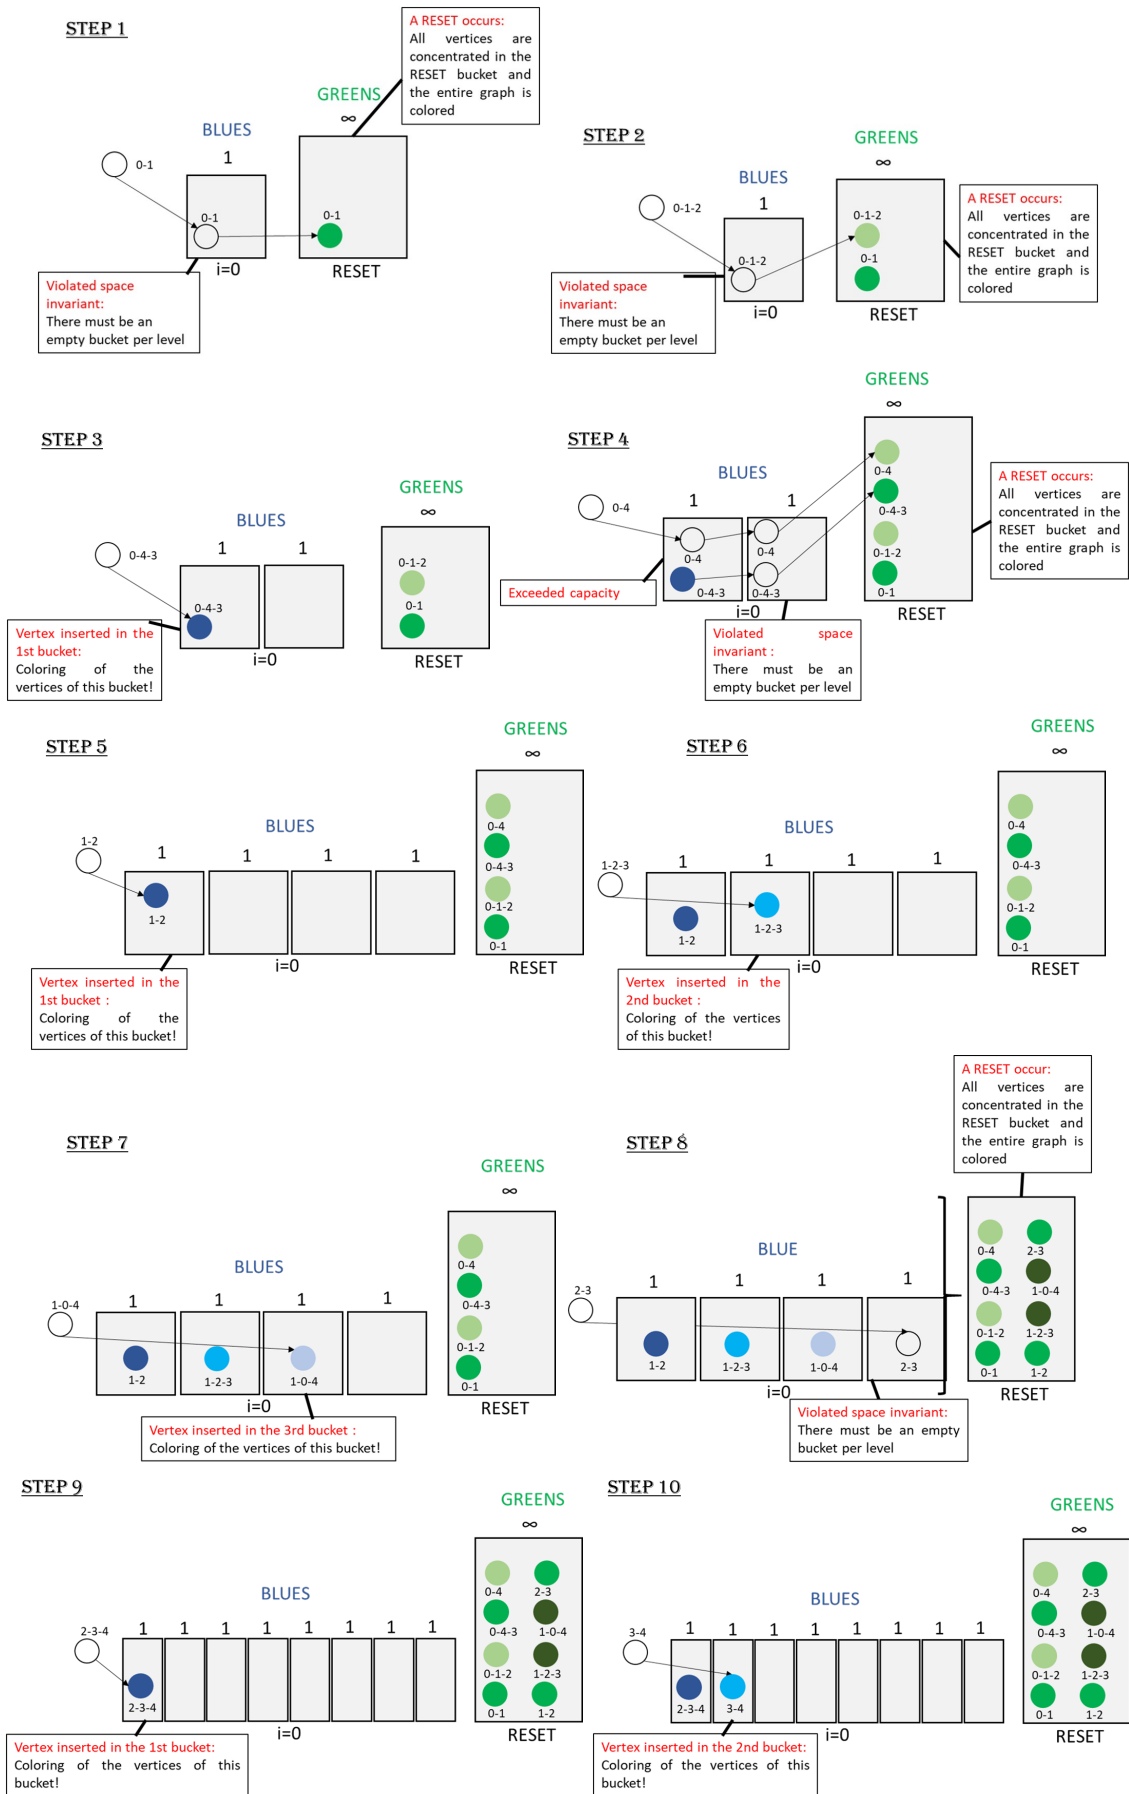 STEP 1
A RESET occurs:
All vertices are
concentrated in the
RESET bucket and
the entire graph is
colored
GREENS
∞
BLUES
1
0-1
0-1
0-1
i=0
RESET
Violated space
invariant:
There must be an
empty bucket per level
STEP 2
GREENS
∞
BLUES
1
0-1-2
0-1-2
0-1-2
0-1
i=0
RESET
A RESET occurs:
All vertices are
concentrated in the
RESET bucket and
the entire graph is
colored
Violated space
invariant:
There must be an
empty bucket per level
STEP 3
GREENS
∞
BLUES
1 1
0-4-3
0-4-3
0-1-2
0-1
i=0
RESET
Vertex inserted in the
1st bucket:
Coloring of the
vertices of this bucket!
STEP 4
GREENS
∞
BLUES
1 1
0-4
0-4
0-4
0-4-3
0-4-3
0-4
0-4-3
0-1-2
0-1
i=0
RESET
A RESET occurs:
All vertices are
concentrated in the
RESET bucket and
the entire graph is
colored
Exceeded capacity
Violated space
invariant :
There must be an
empty bucket per level
STEP 5
GREENS
∞
BLUES
1 1 1 1
1-2
1-2
0-4
0-4-3
0-1-2
0-1
i=0
RESET
Vertex inserted in the
1st bucket :
Coloring of the
vertices of this bucket!
STEP 6
GREENS
∞
BLUES
1 1 1 1
1-2-3
1-2
1-2-3
0-4
0-4-3
0-1-2
0-1
i=0
RESET
Vertex inserted in the
2nd bucket :
Coloring of the vertices
of this bucket!
STEP 7
GREENS
∞
BLUES
1 1 1 1
1-0-4
1-2
1-2-3
1-0-4
0-4
0-4-3
0-1-2
0-1
i=0
RESET
Vertex inserted in the 3rd bucket :
Coloring of the vertices of this bucket!
STEP 8
A RESET occur:
All vertices are
concentrated in the
RESET bucket and
the entire graph is
colored
BLUE
1 1 1 1
2-3
1-2
1-2-3
1-0-4
2-3
0-4 2-3
0-4-3 1-0-4
0-1-2 1-2-3
0-1 1-2
i=0
RESET
Violated space invariant:
There must be an empty
bucket per level
STEP 9
GREENS
∞
BLUES
1 1 1 1 1 1 1 1
2-3-4
2-3-4
0-4 2-3
0-4-3 1-0-4
0-1-2 1-2-3
0-1 1-2
i=0
RESET
Vertex inserted in the 1st bucket:
Coloring of the vertices of this
bucket!
STEP 10
GREENS
∞
BLUES
1 1 1 1 1 1 1 1
3-4
2-3-4
3-4
0-4 2-3
0-4-3 1-0-4
0-1-2 1-2-3
0-1 1-2
i=0
RESET
Vertex inserted in the 2nd bucket:
Coloring of the vertices of this
bucket!